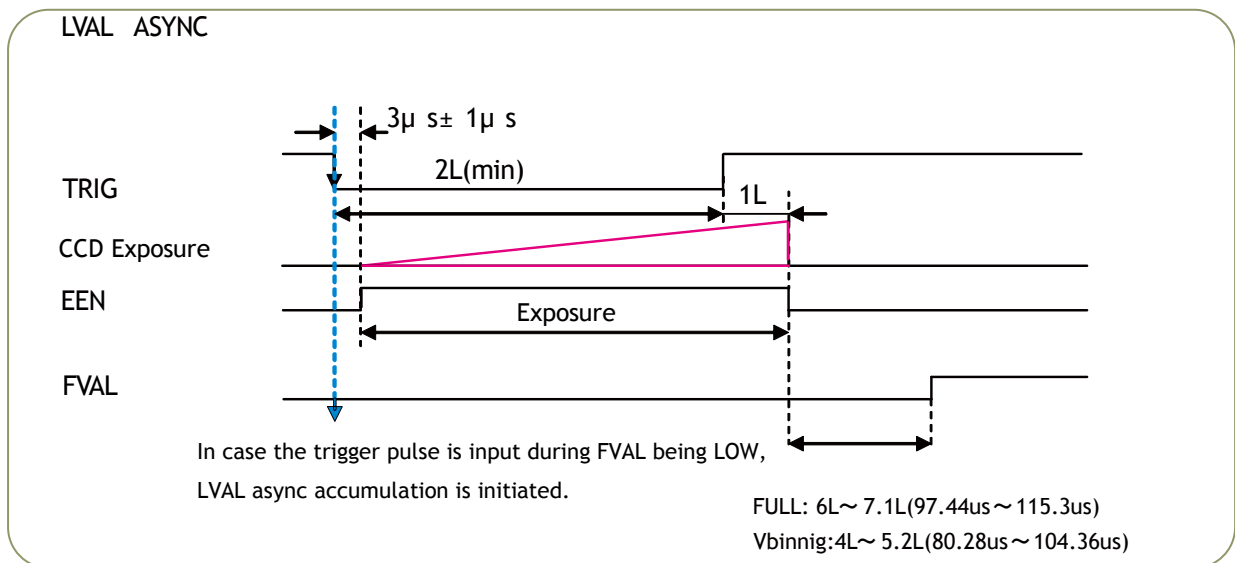 LVAL ASYNC
3μ s± 1μ s
2L(min)
TRIG
1L
CCD Exposure
EEN
Exposure
FVAL
In case the trigger pulse is input during FVAL being LOW,
LVAL async accumulation is initiated.
FULL: 6L~ 7.1L(97.44us~115.3us)
Vbinnig:4L~ 5.2L(80.28us~104.36us)